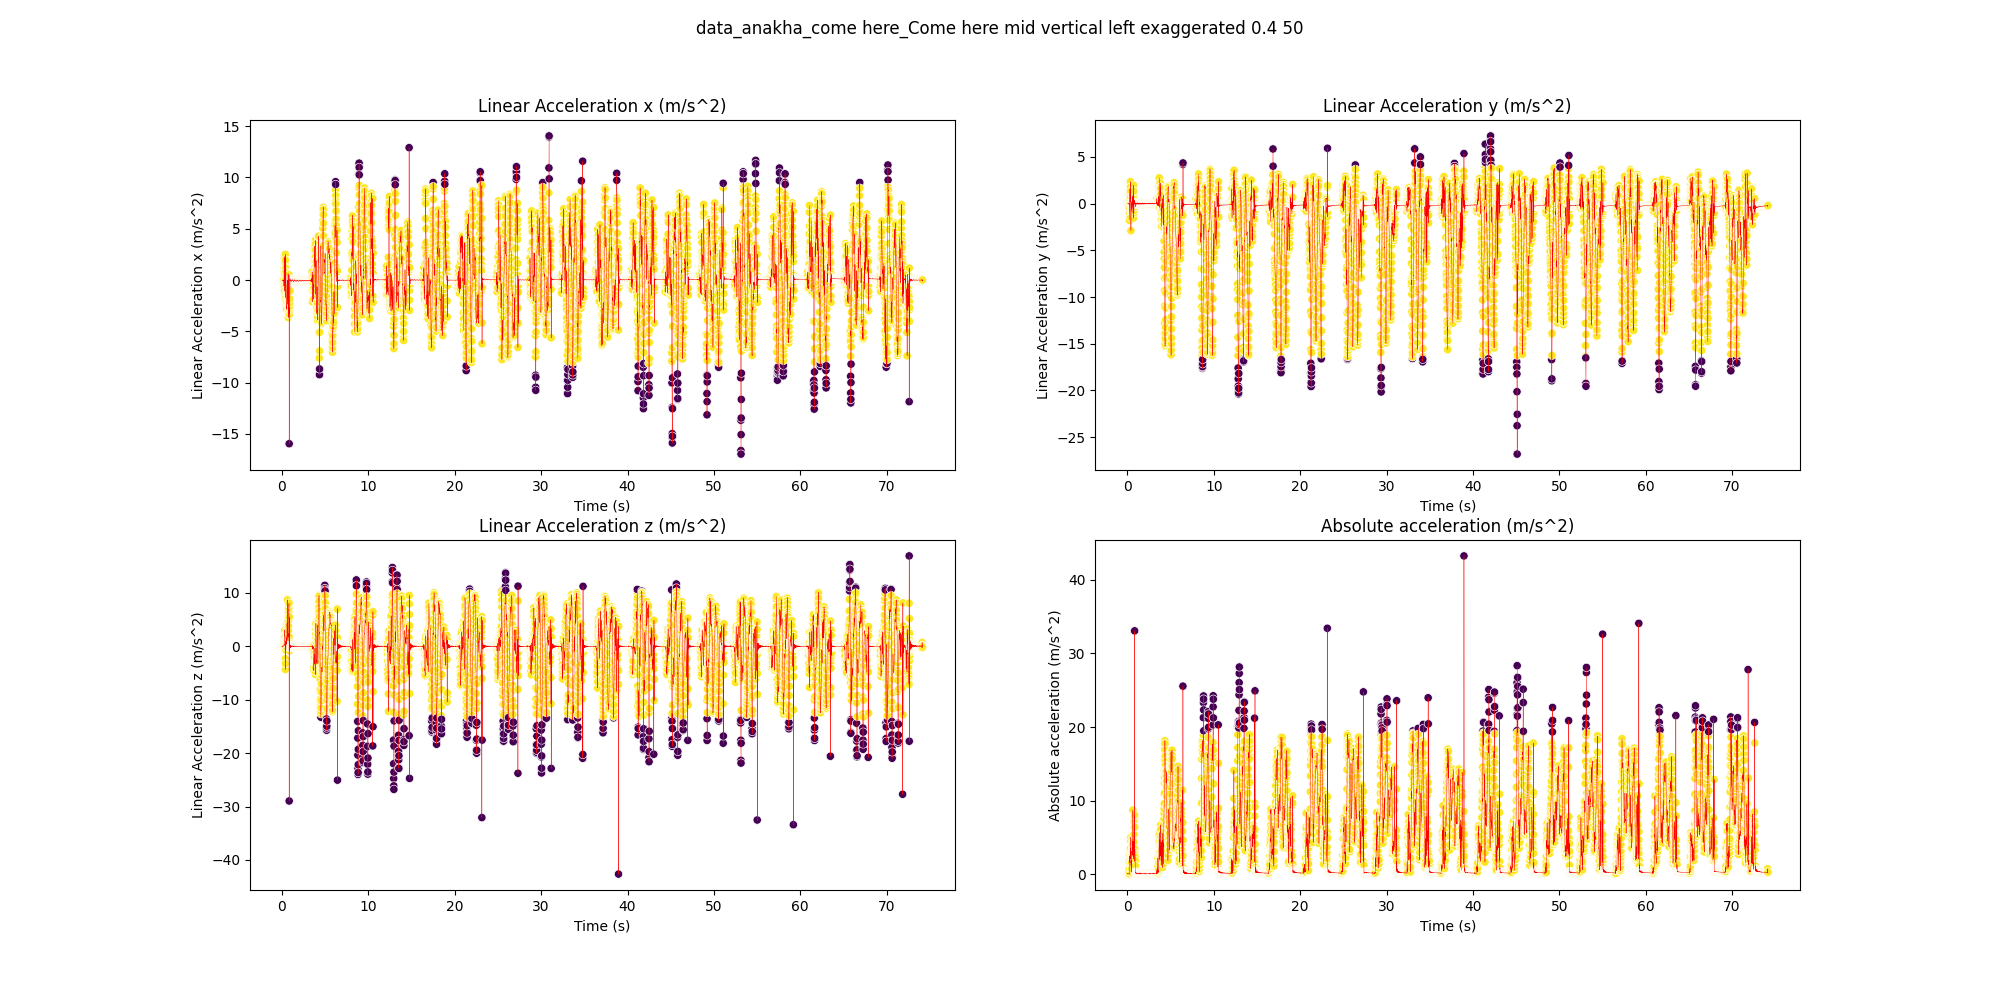 data_anakha_come here_Come here mid vertical left exaggerated 0.4 50
Linear Acceleration x (m/s^2)
Linear Acceleration x (m/s^2)
15
10
5
0
−5
−10
−15
0 10 20 30 40 50 60 70
Time (s)
Linear Acceleration y (m/s^2)
Linear Acceleration y (m/s^2)
5
0
−5
−10
−15
−20
−25
0 10 20 30 40 50 60 70
Time (s)
Linear Acceleration z (m/s^2)
Linear Acceleration z (m/s^2)
10
0
−10
−20
−30
−40
0 10 20 30 40 50 60 70
Time (s)
Absolute acceleration (m/s^2)
Absolute acceleration (m/s^2)
40
30
20
10
0
0 10 20 30 40 50 60 70
Time (s)